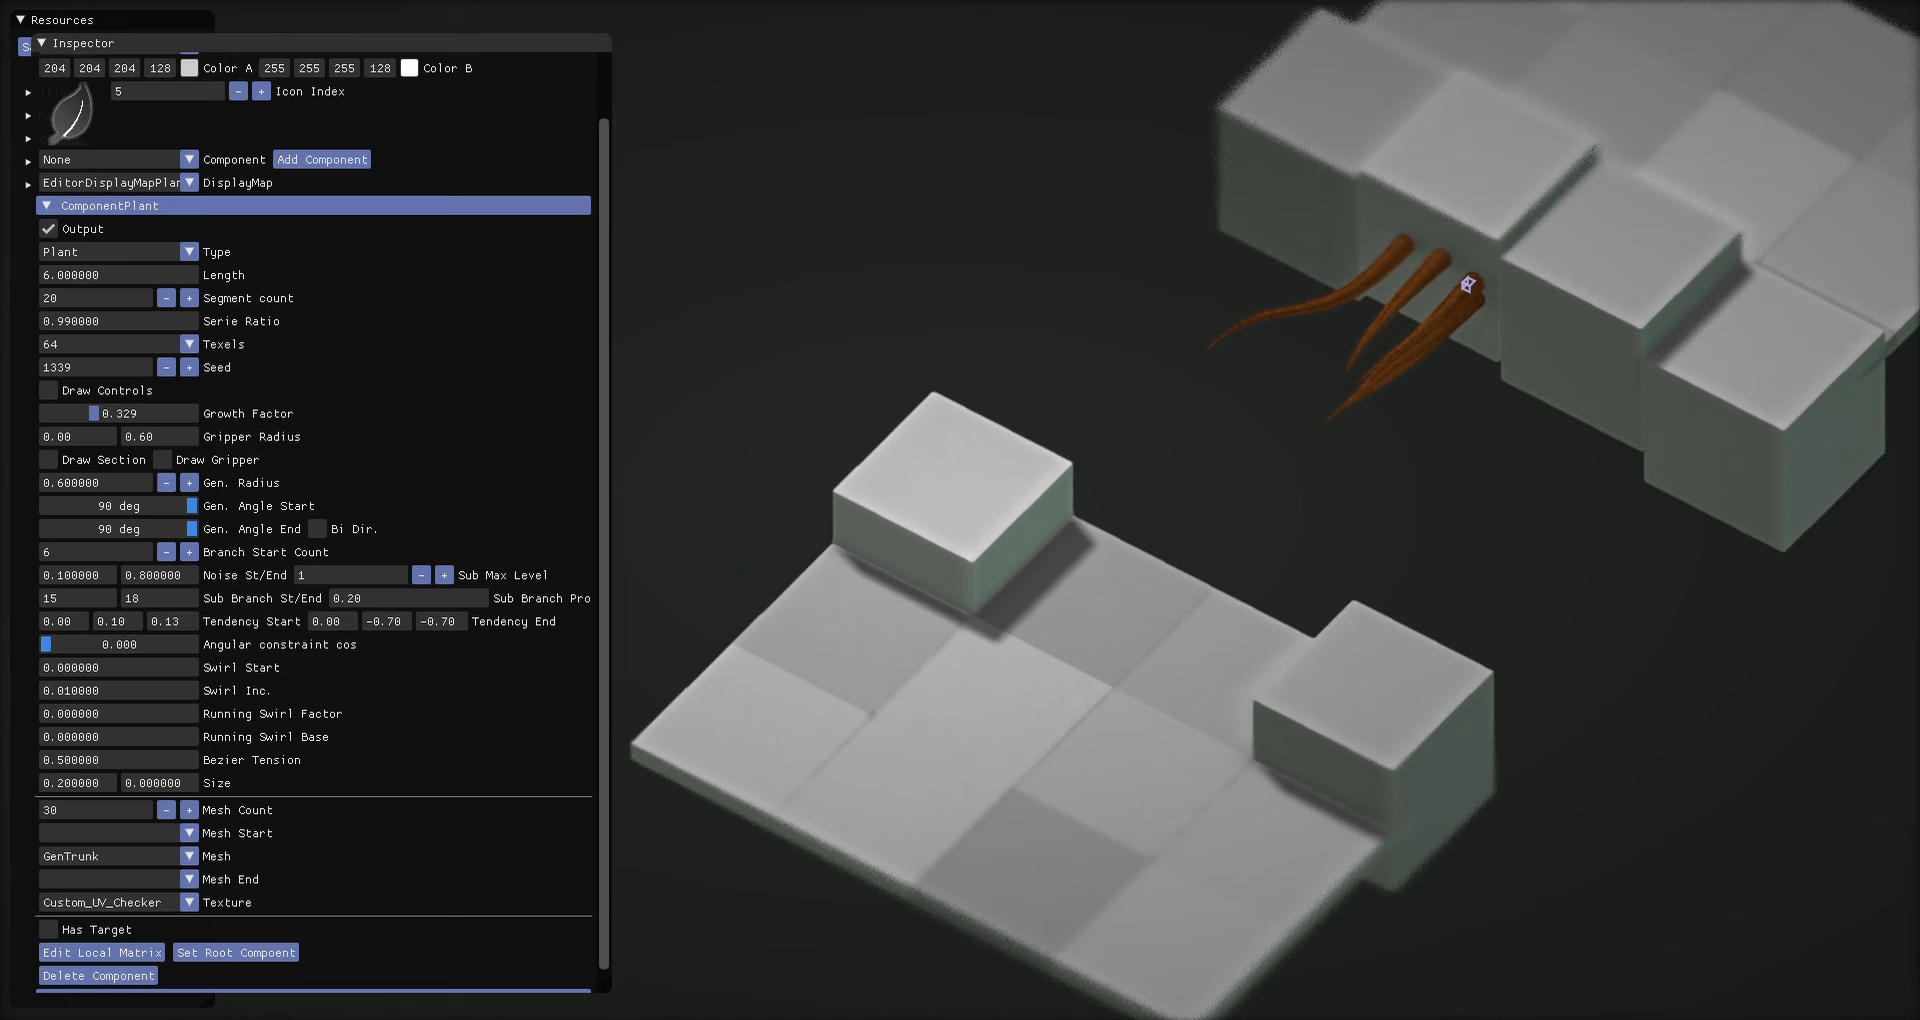 Resources
Inspector
204 204 204 128 Color A 255 255 255 128 Color B
5 - + Icon Index
None Component Add Component
EditorDisplayMapPlan DisplayMap
ComponentPlant
Output
Plant Type
6.000000 Length
20 - + Segment count
0.990000 Serie Ratio
64 Texels
1339 - + Seed
Draw Controls
0.329 Growth Factor
0.00 0.60 Gripper Radius
Draw Section Draw Gripper
0.600000 - + Gen. Radius
90 deg Gen. Angle Start
90 deg Gen. Angle End Bi Dir.
6 - + Branch Start Count
0.100000 0.800000 Noise St/End 1 - + Sub Max Level
15 18 Sub Branch St/End 0.20 Sub Branch Pro
0.00 0.10 0.13 Tendency Start 0.00 -0.70 -0.70 Tendency End
0.000 Angular constraint cos
0.000000 Swirl Start
0.010000 Swirl Inc.
0.000000 Running Swirl Factor
0.000000 Running Swirl Base
0.500000 Bezier Tension
0.200000 0.000000 Size
30 - + Mesh Count
Mesh Start
GenTrunk Mesh
Mesh End
Custom_UV_Checker Texture
Has Target
Edit Local Matrix Set Root Compoent
Delete Component